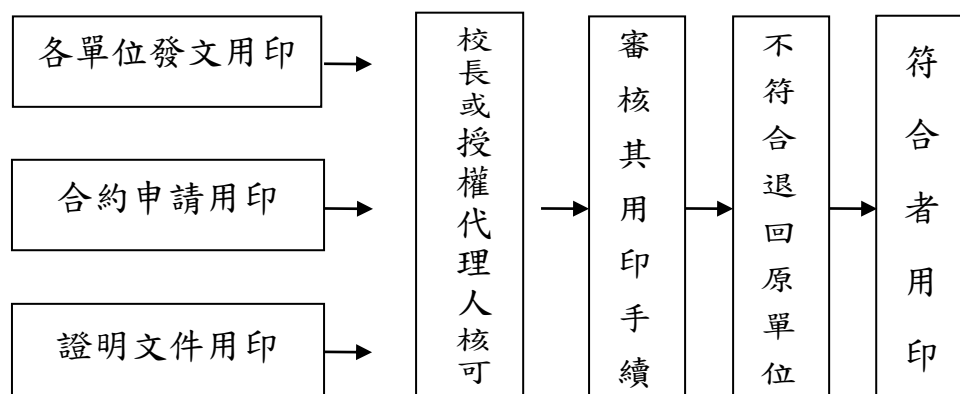 各單位發文用印
合約申請用印
證明文件用印
校長或授權代理人核可
審核其用印手續
不符合退回原單位
符合者用印